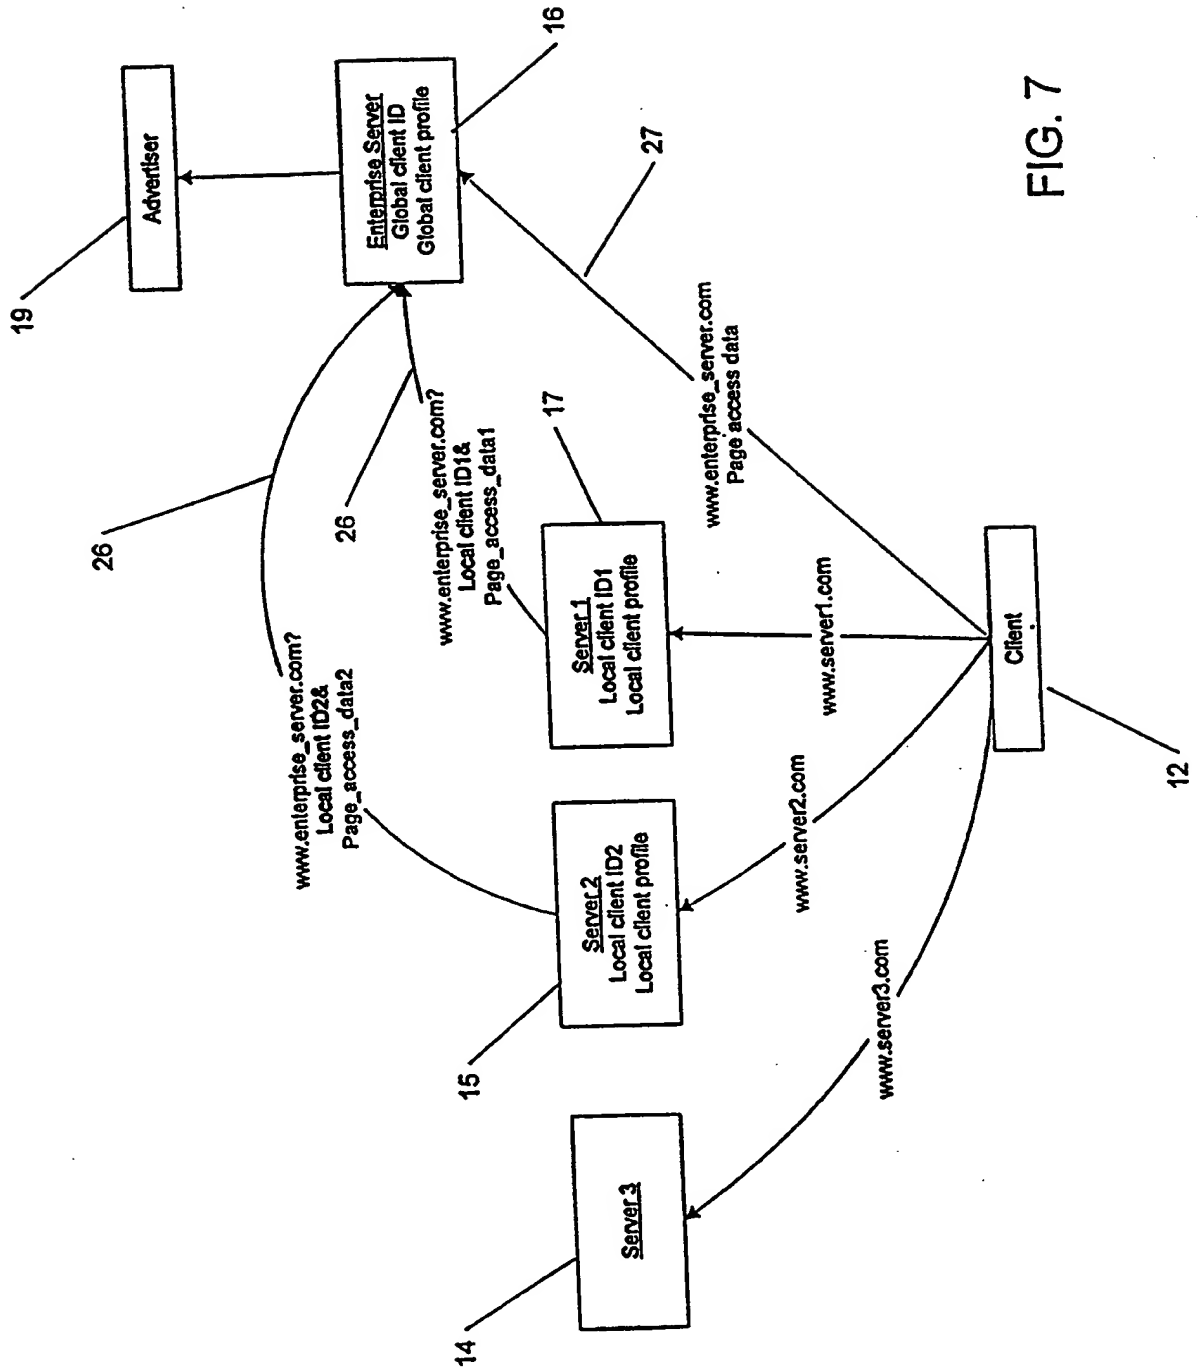 19
Advertiser
16
Enterprise Server
Global client ID
Global client profile
26
26
27
www.enterprise_server.com?
Local client ID2&
Page_access_data2
www.enterprise_server.com?
Local client ID1&
Page_access_data1
www.enterprise_server.com
Page access data
14
Server 3
15
Server 2
Local client ID2
Local client profile
17
Server 1
Local client ID1
Local client profile
www.server3.com
www.server2.com
www.server1.com
Client
12
FIG. 7